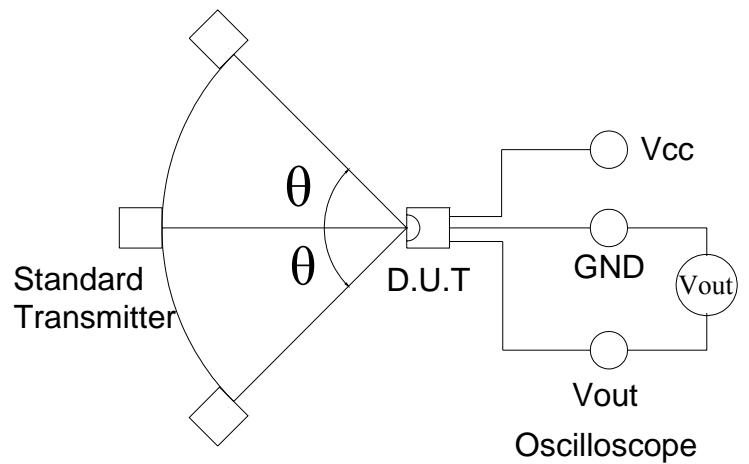 Vcc
θ
θ
Standard
Transmitter
D.U.T
GND
Vout
Vout
Oscilloscope